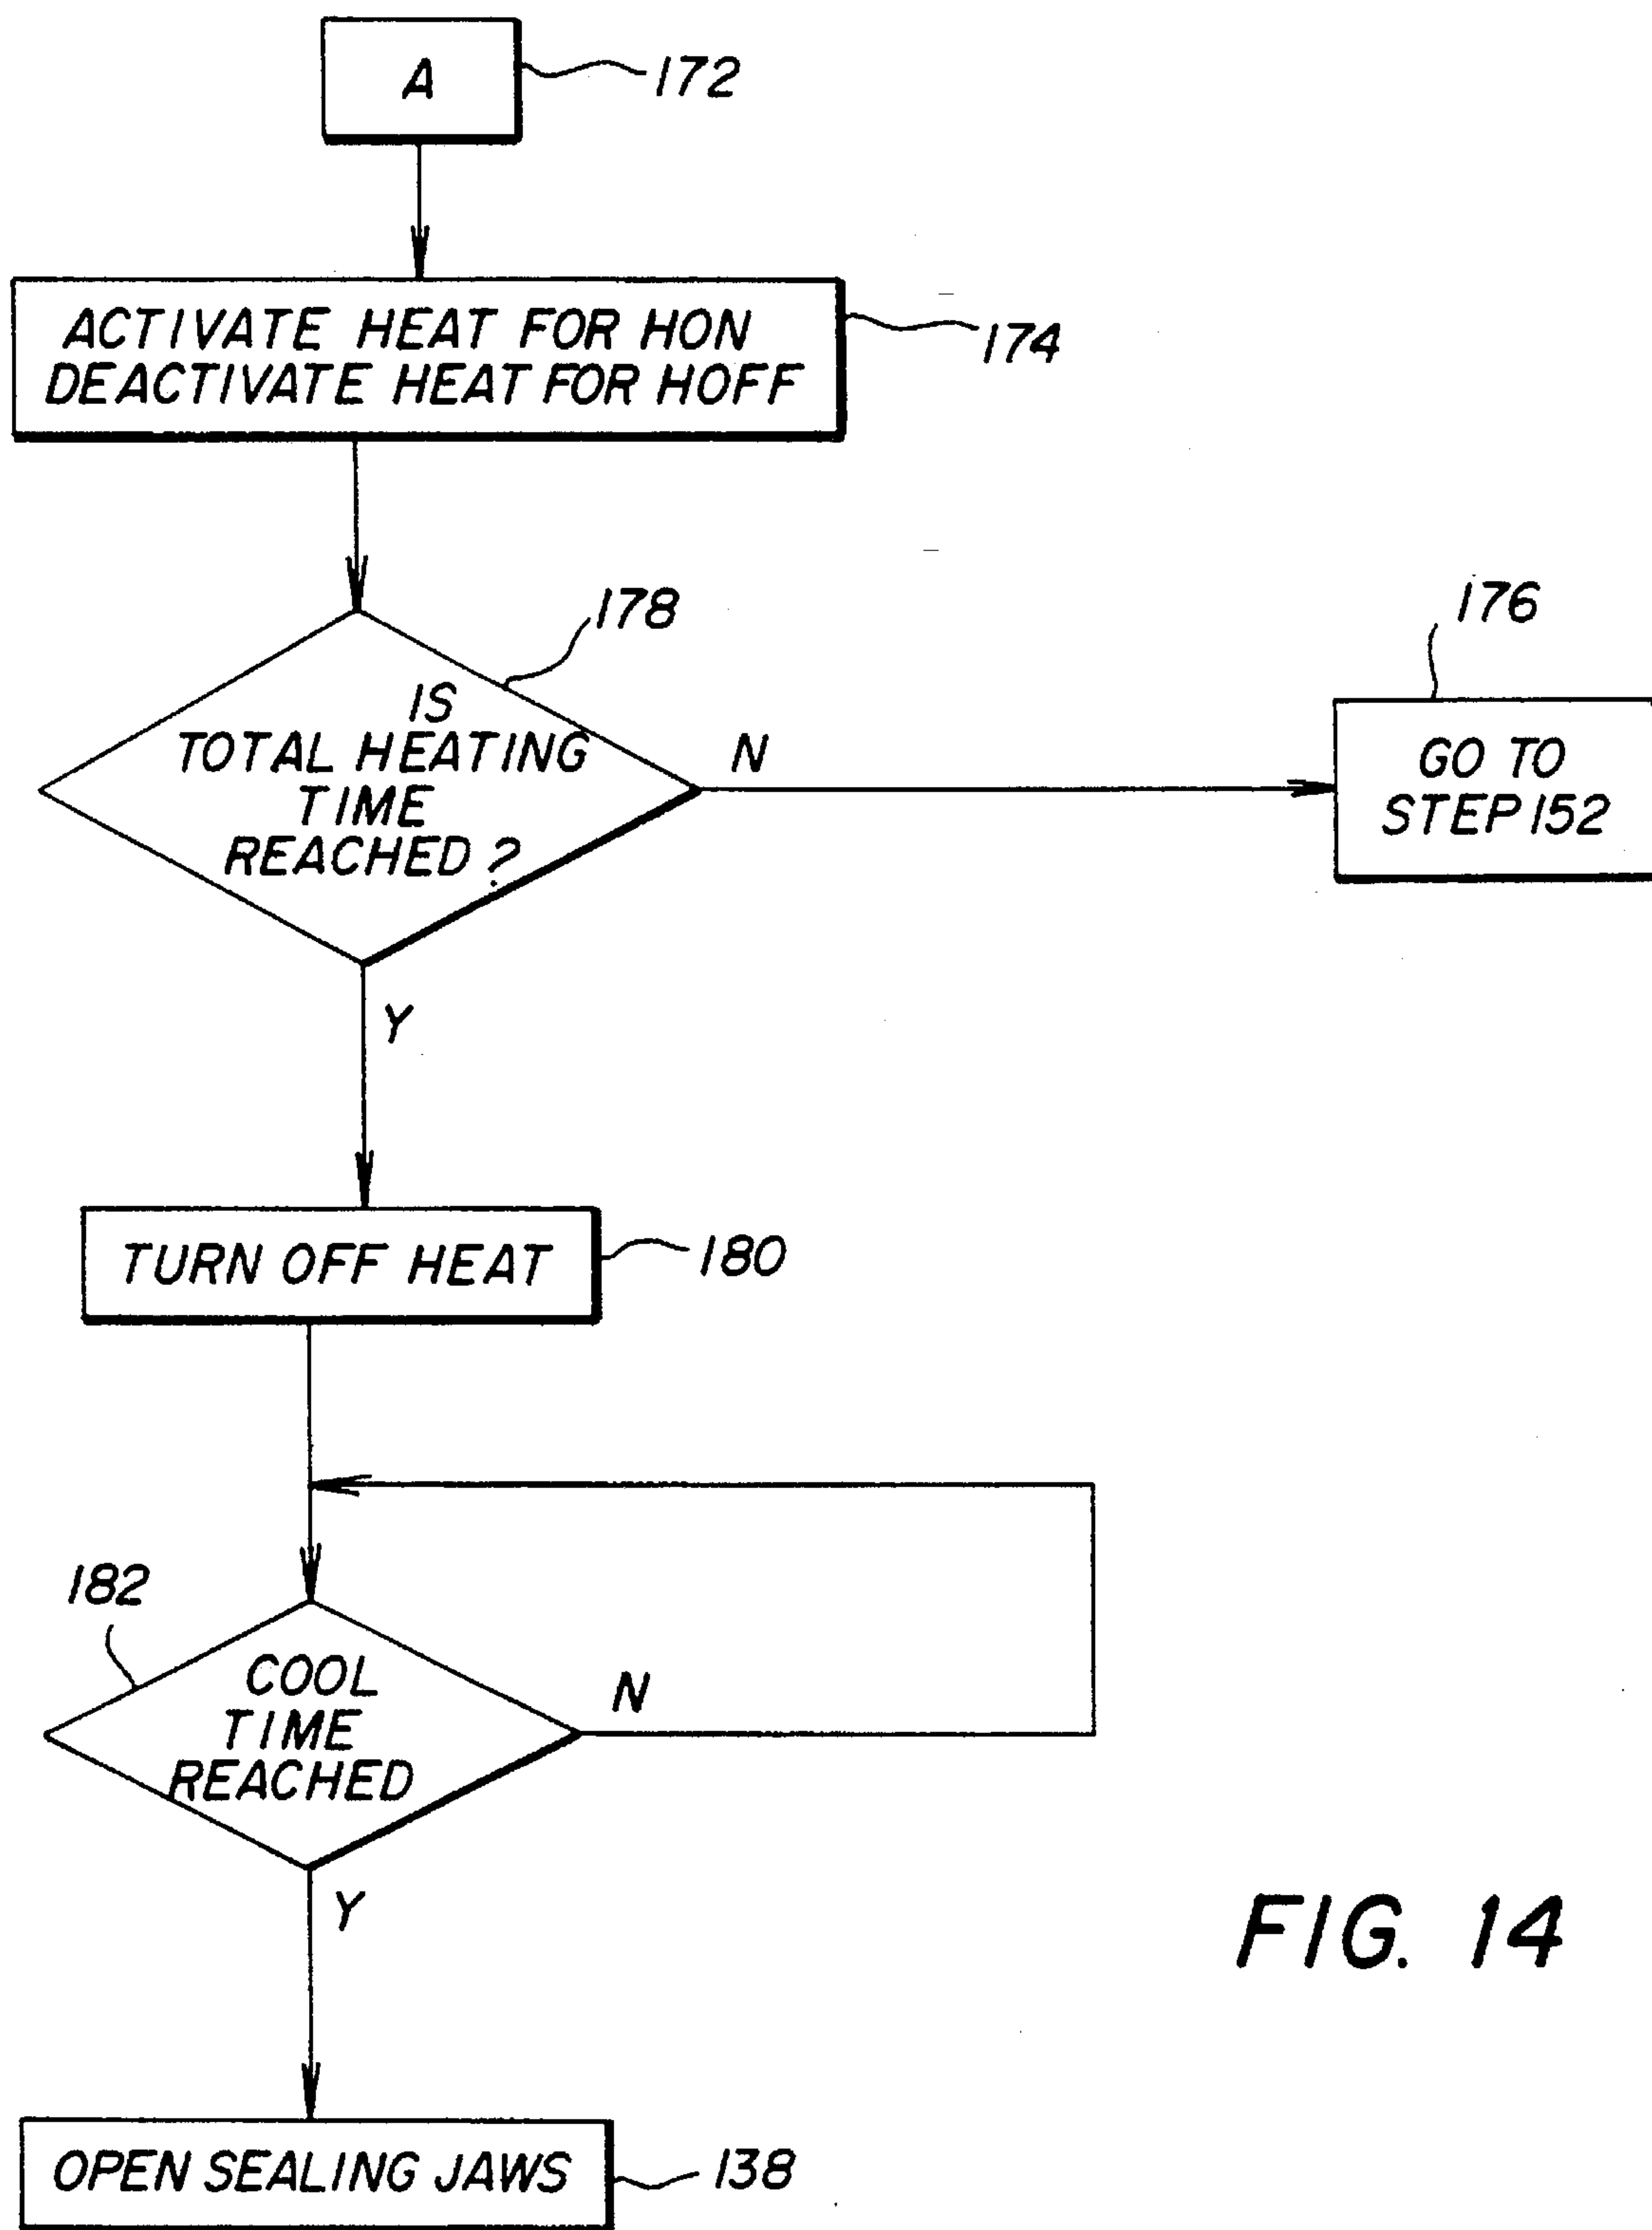 A
172
ACTIVATE HEAT FOR HON
DEACTIVATE HEAT FOR HOFF
174
178
IS
TOTAL HEATING
TIME
REACHED?
N
176
GO TO
STEP 152
Y
TURN OFF HEAT
180
182
COOL
TIME
REACHED
N
Y
OPEN SEALING JAWS
138
FIG. 14